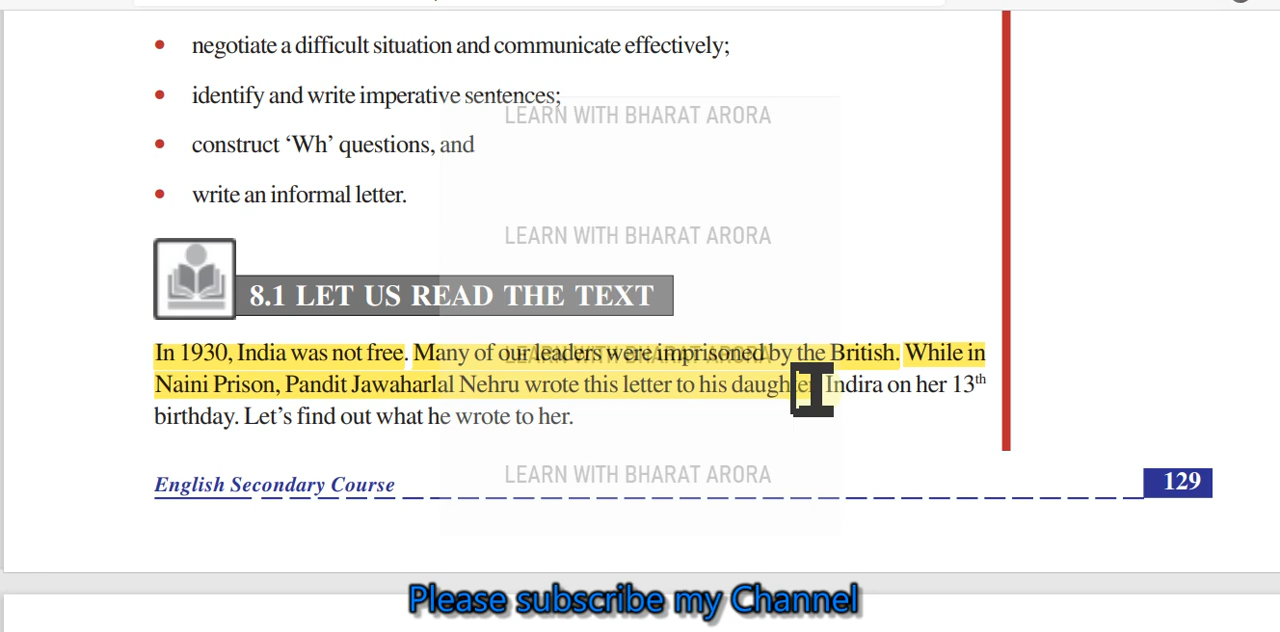 negotiate a difficult situation and communicate effectively;
identify and write imperative sentences;
LEARN WITH BHARAT ARORA
construct ‘Wh’ questions, and
write an informal letter.
LEARN WITH BHARAT ARORA
8.1 LET US READ THE TEXT
In 1930, India was not free. Many of our leaders were imprisoned by the British. While in
LEARN WITH BHARAT ARORA
Naini Prison, Pandit Jawaharlal Nehru wrote this letter to his daughter Indira on her 13th
birthday. Let’s find out what he wrote to her.
LEARN WITH BHARAT ARORA
English Secondary Course
129
Please subscribe my Channel